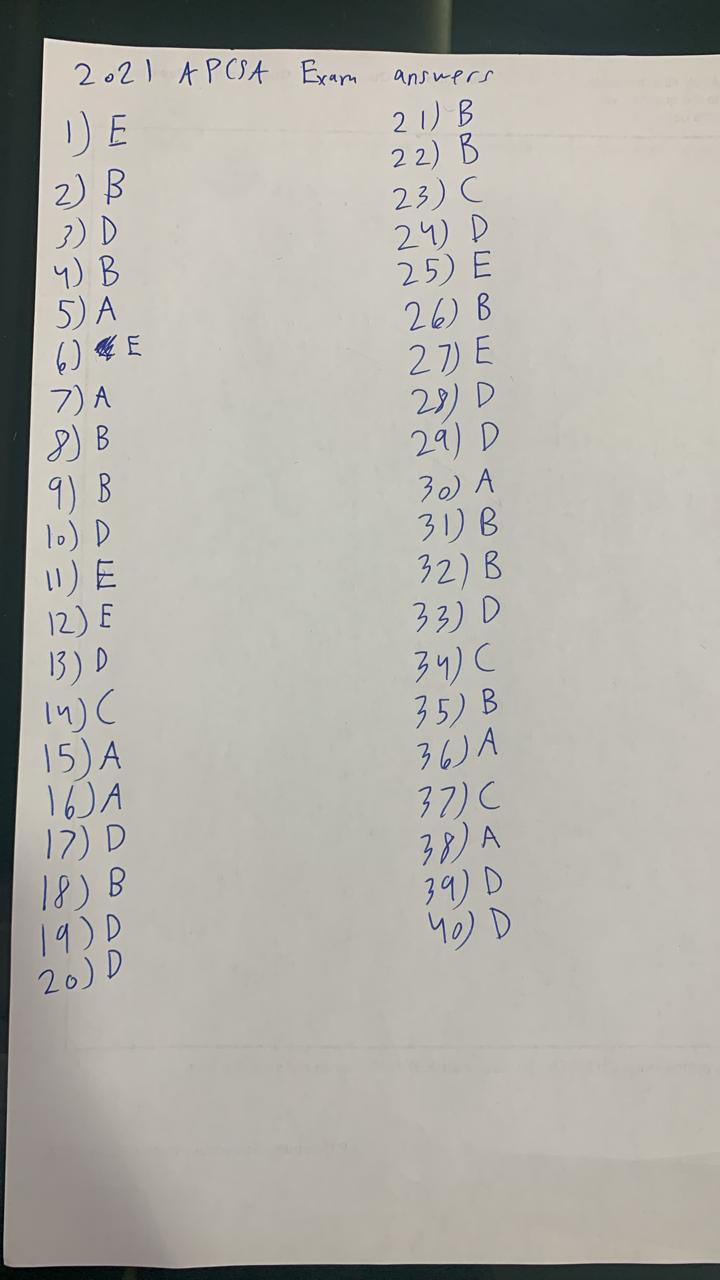 2021 APCSA Exam answers
1) E
2) B
3) D
4) B
5) A
6) E
7) A
8) B
9) B
10) D
11) E
12) E
13) D
14) C
15) A
16) A
17) D
18) B
19) D
20) D
21) B
22) B
23) C
24) D
25) E
26) B
27) E
28) D
29) D
30) A
31) B
32) B
33) D
34) C
35) B
36) A
37) C
38) A
39) D
40) D